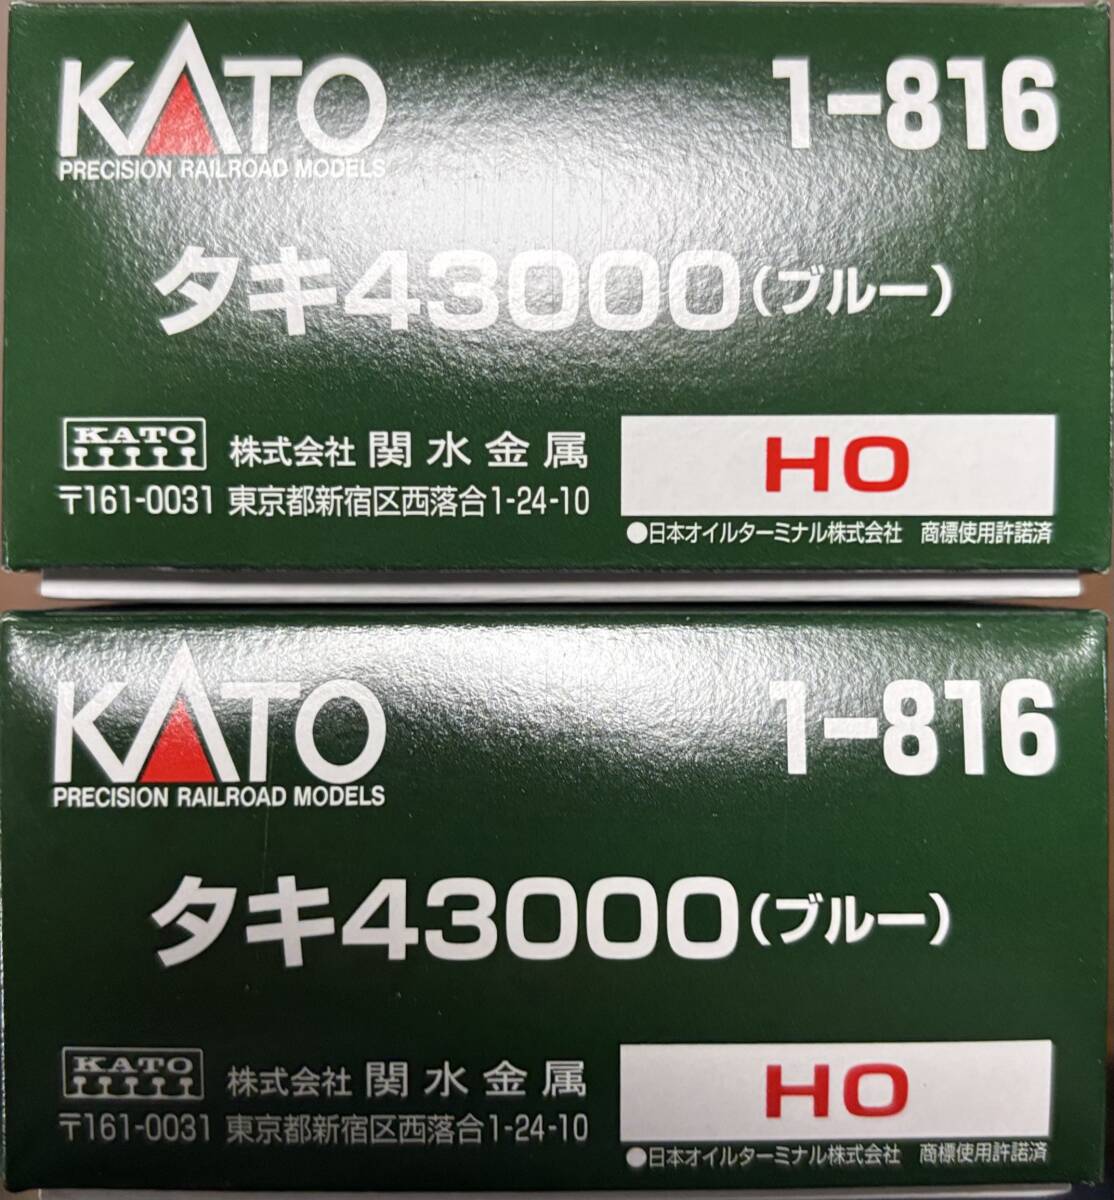 KATO 1-816
PRECISION RAILROAD MODELS
タキ43000(ブルー)
KATO 株式会社 関水金属 HO
〒161-0031 東京都新宿区西落合1-24-10
●日本オイルターミナル株式会社 商標使用許諾済
KATO 1-816
PRECISION RAILROAD MODELS
タキ43000(ブルー)
KATO 株式会社 関水金属 HO
〒161-0031 東京都新宿区西落合1-24-10
●日本オイルターミナル株式会社 商標使用許諾済